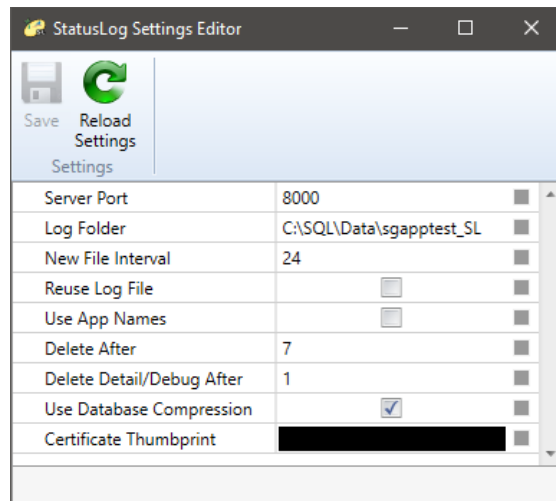 StatusLog Settings Editor
Save
Reload
Settings
Settings
Server Port 8000
Log Folder C:\SQL\Data\sgapptest_SL
New File Interval 24
Reuse Log File
Use App Names
Delete After 7
Delete Detail/Debug After 1
Use Database Compression
Certificate Thumbprint